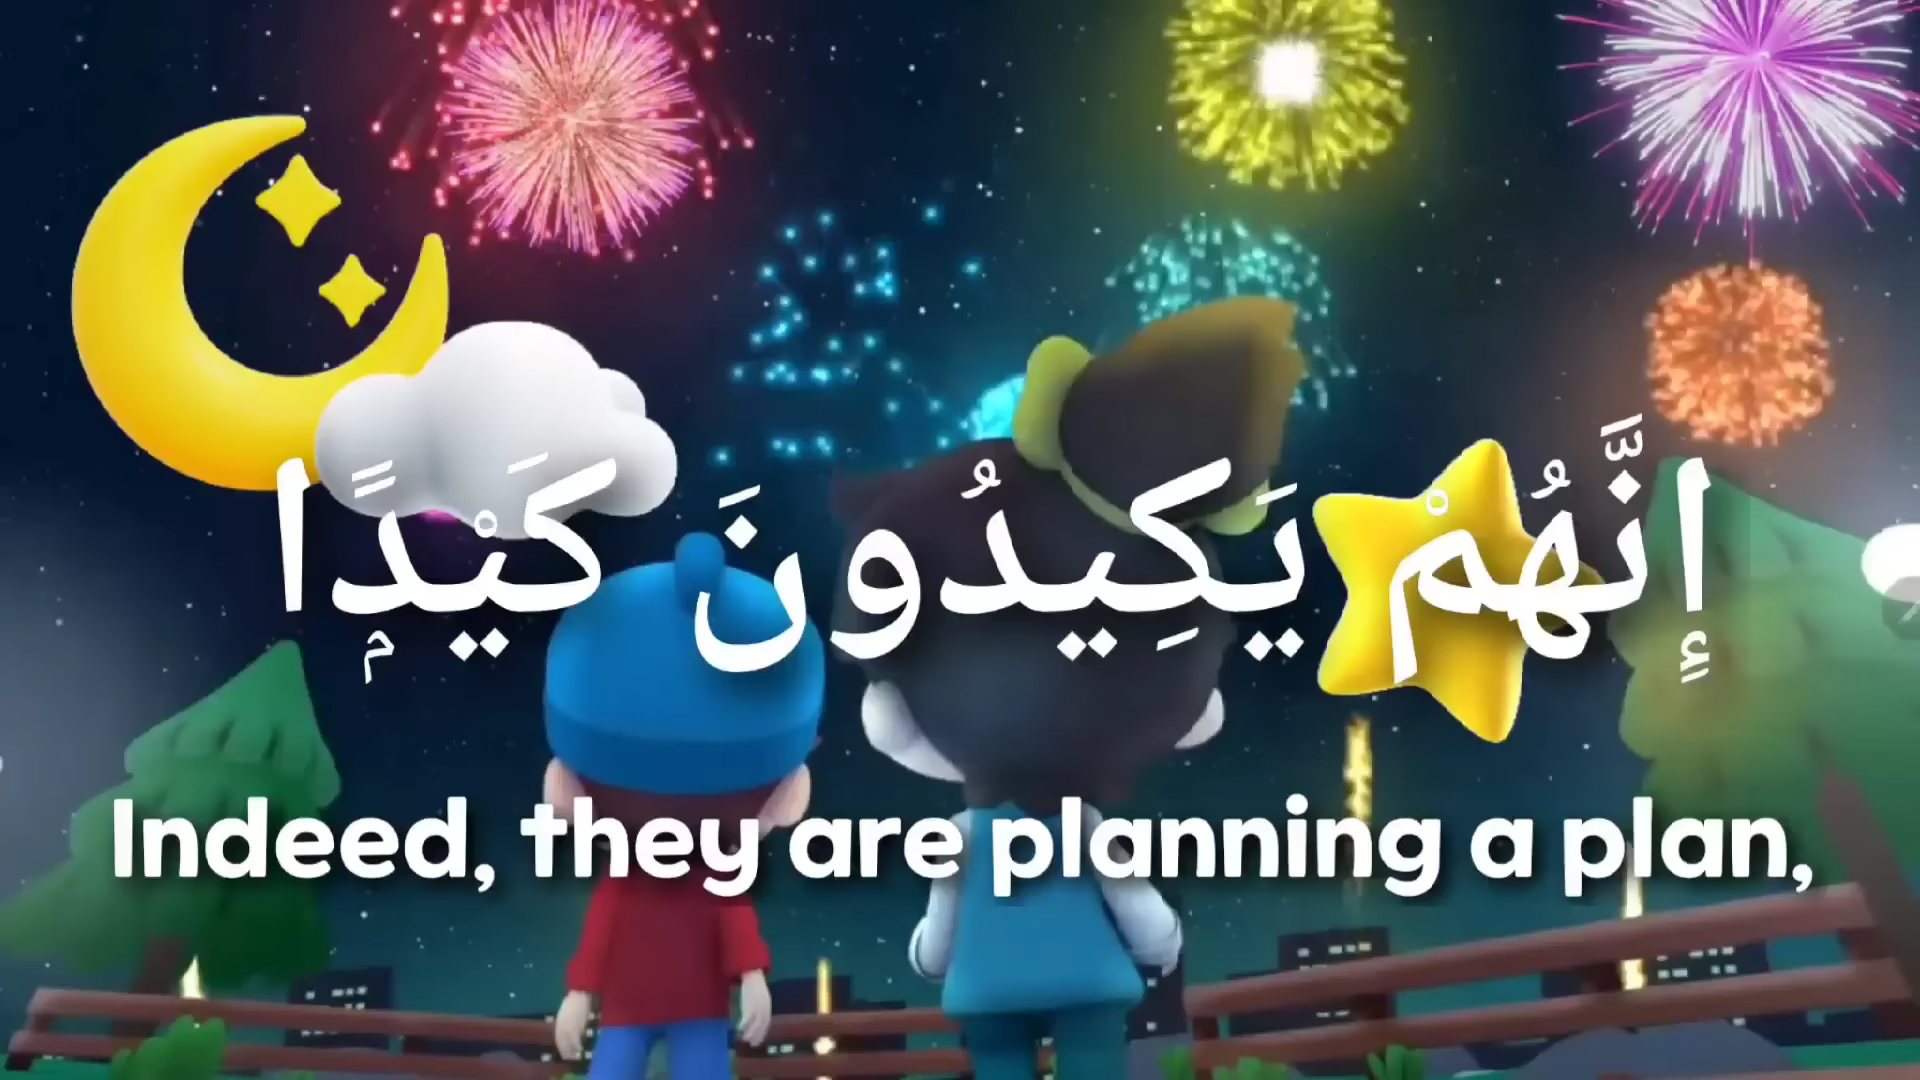 إِنَّهُمْ يَكِيدُونَ كَيْدًاۭ
Indeed, they are planning a plan,